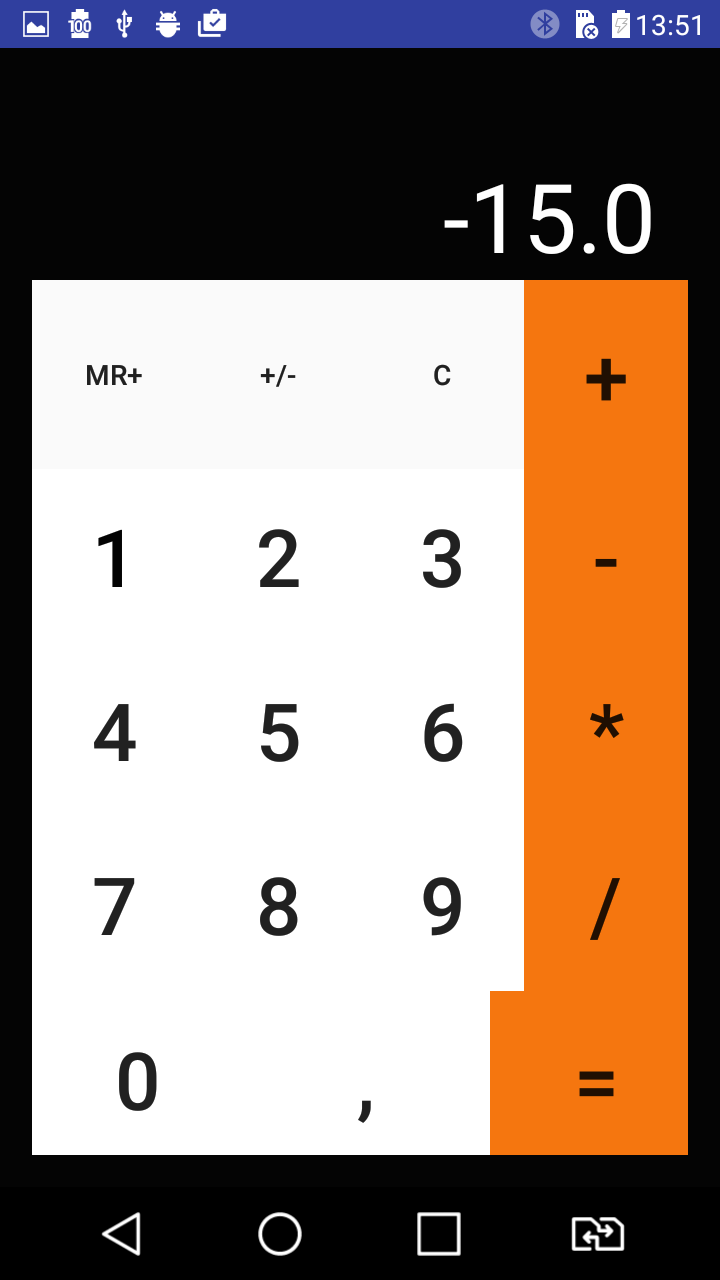 100 13:51
-15.0
MR+ +/- C +
1 2 3 -
4 5 6 *
7 8 9 /
0 , =